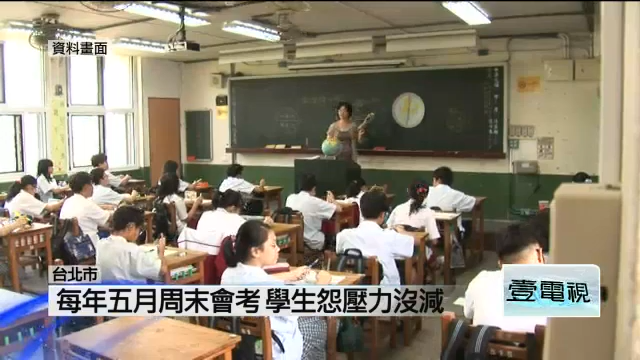 資料畫面
台北市
每年五月周末會考 學生怨壓力沒減
壹電視